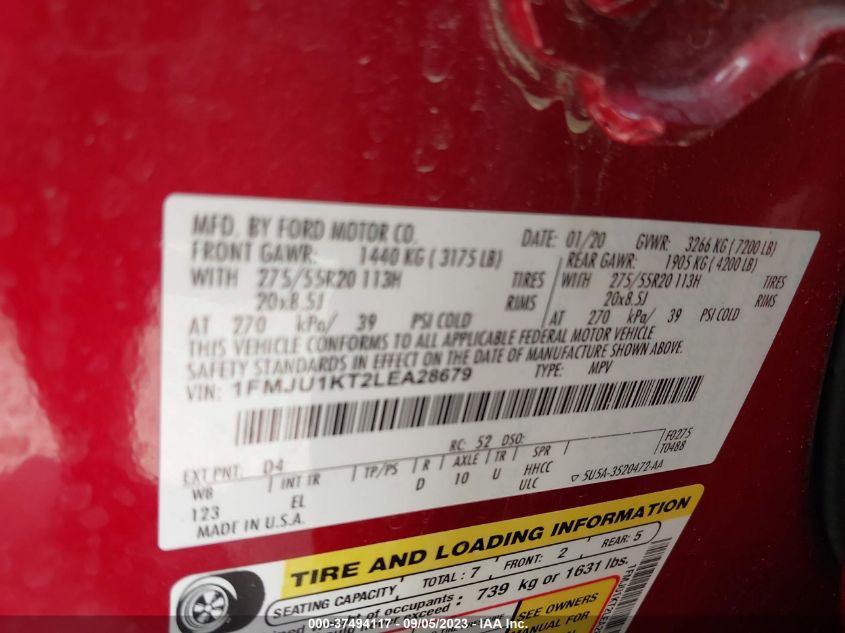 MFD. BY FORD MOTOR CO.
DATE: 01/20 GVWR: 3266 KG ( 7200 LB)
FRONT GAWR: 1440 KG ( 3175 LB)
REAR GAWR: 1905 KG ( 4200 LB)
WITH 275/55R20 113H TIRES
WITH 275/55R20 113H TIRES
20x8.5J RIMS
20x8.5J RIMS
AT 270 kPa/ 39 PSI COLD
AT 270 kPa/ 39 PSI COLD
THIS VEHICLE CONFORMS TO ALL APPLICABLE FEDERAL MOTOR VEHICLE
SAFETY STANDARDS IN EFFECT ON THE DATE OF MANUFACTURE SHOWN ABOVE.
VIN: 1FMJU1KT2LEA28679 TYPE: MPV
EXT PNT: D4 RC: 52 DSO: F0275
T0488
WB INT TR TP/PS R AXLE TR SPR
123 EL D 10 U HHCC
ULC 5U5A-3520472-AA
MADE IN U.S.A.
TIRE AND LOADING INFORMATION
SEATING CAPACITY TOTAL: 7 FRONT: 2 REAR: 5
of occupants
exceed: 739 kg or 1631 lbs.
SEE OWNERS
MANUAL FOR
000-37494117 - 09/05/2023 - IAA Inc.